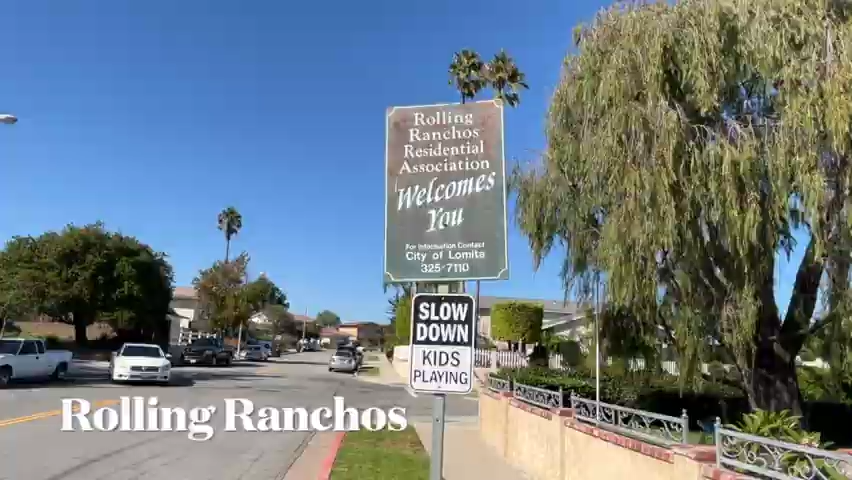 Rolling
Ranchos
Residential
Association
Welcomes
You
For Information Contact
City of Lomita
325-7110
SLOW
DOWN
KIDS
PLAYING
Rolling Ranchos